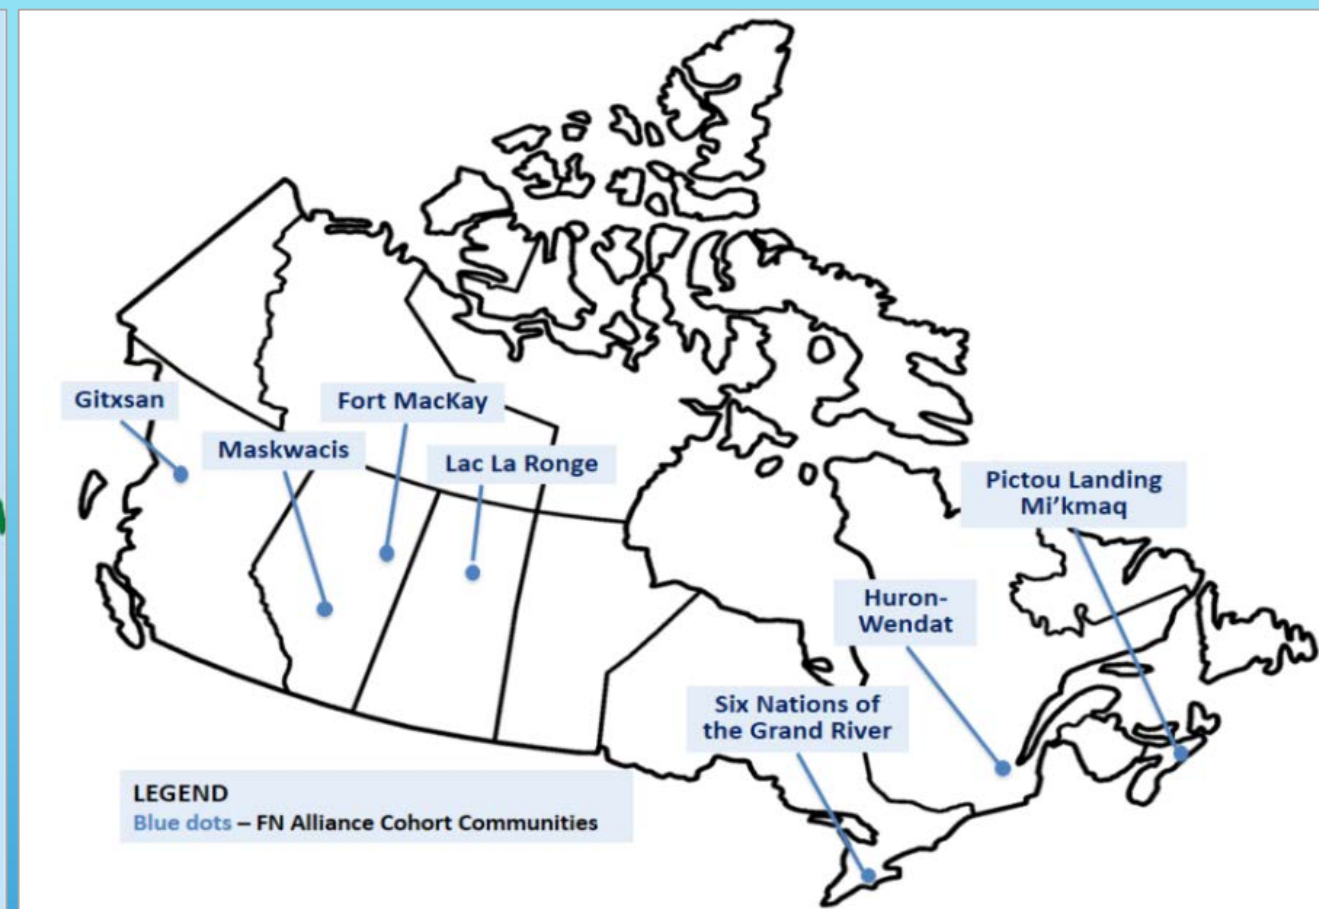 Gitxsan
Fort MacKay
Maskwacis
Lac La Ronge
Pictou Landing
Mi’kmaq
Huron-
Wendat
Six Nations of
the Grand River
LEGEND
Blue dots – FN Alliance Cohort Communities